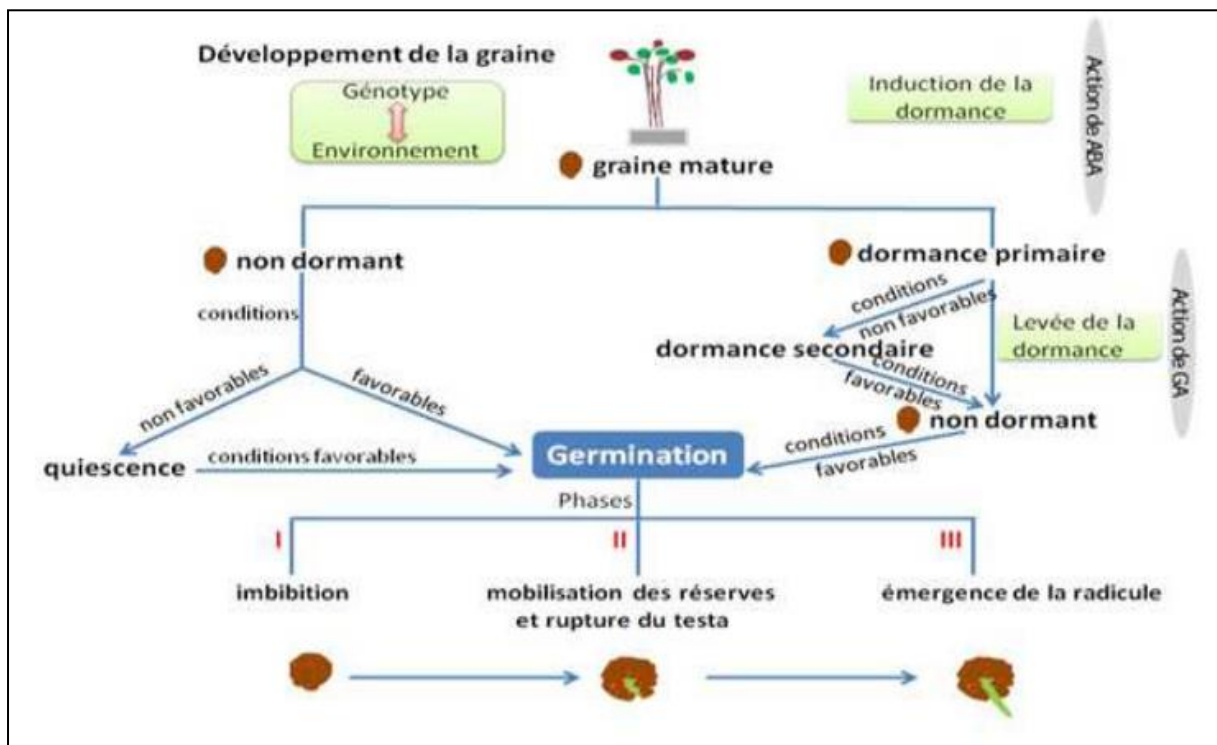 Développement de la graine
Génotype
Environnement
Induction de la
dormance
Action de ABA
graine mature
non dormant
dormance primaire
conditions
conditions
non favorables
Levée de la
dormance
Action de GA
dormance secondaire
conditions
favorables
non favorables
favorables
non dormant
conditions
favorables
quiescence
conditions favorables
Germination
Phases
I
II
III
imbibition
mobilisation des réserves
et rupture du testa
émergence de la radicule